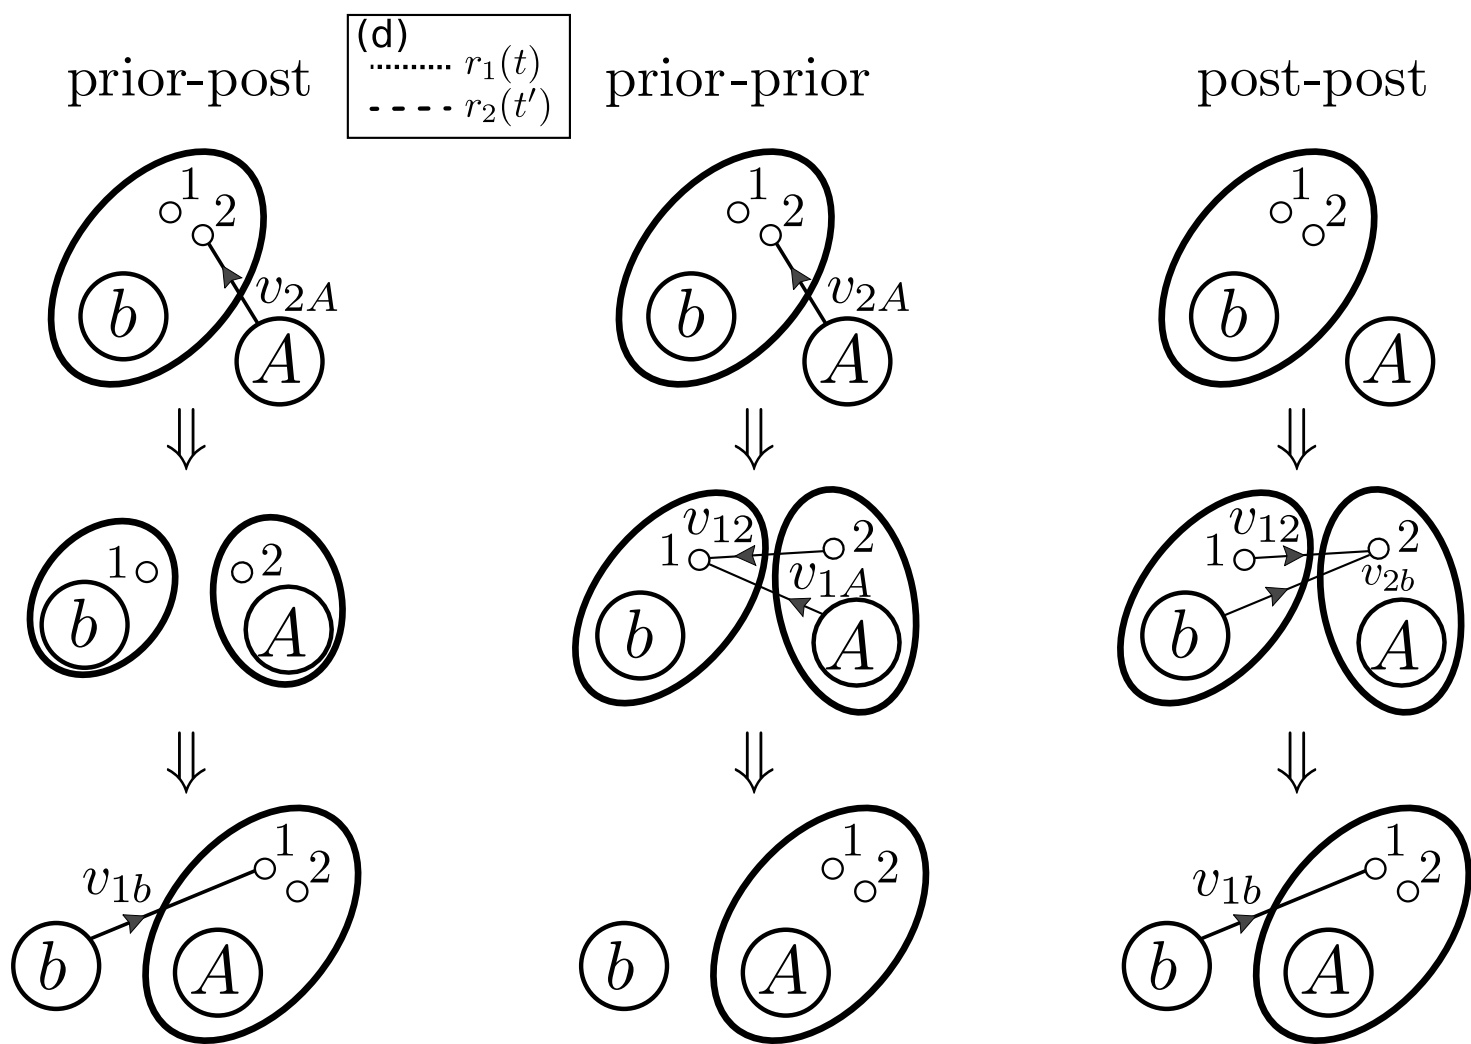 (d)
r₁(t)
r₂(t′)
prior-post
prior-prior
post-post
1
2
b
v₂A
A
1
2
b
v₂A
A
1
2
b
A
1
2
b
A
v₁₂
1
2
v₁A
b
A
v₁₂
1
2
v₂b
b
A
1
2
v₁b
b
A
1
2
b
A
1
2
v₁b
b
A